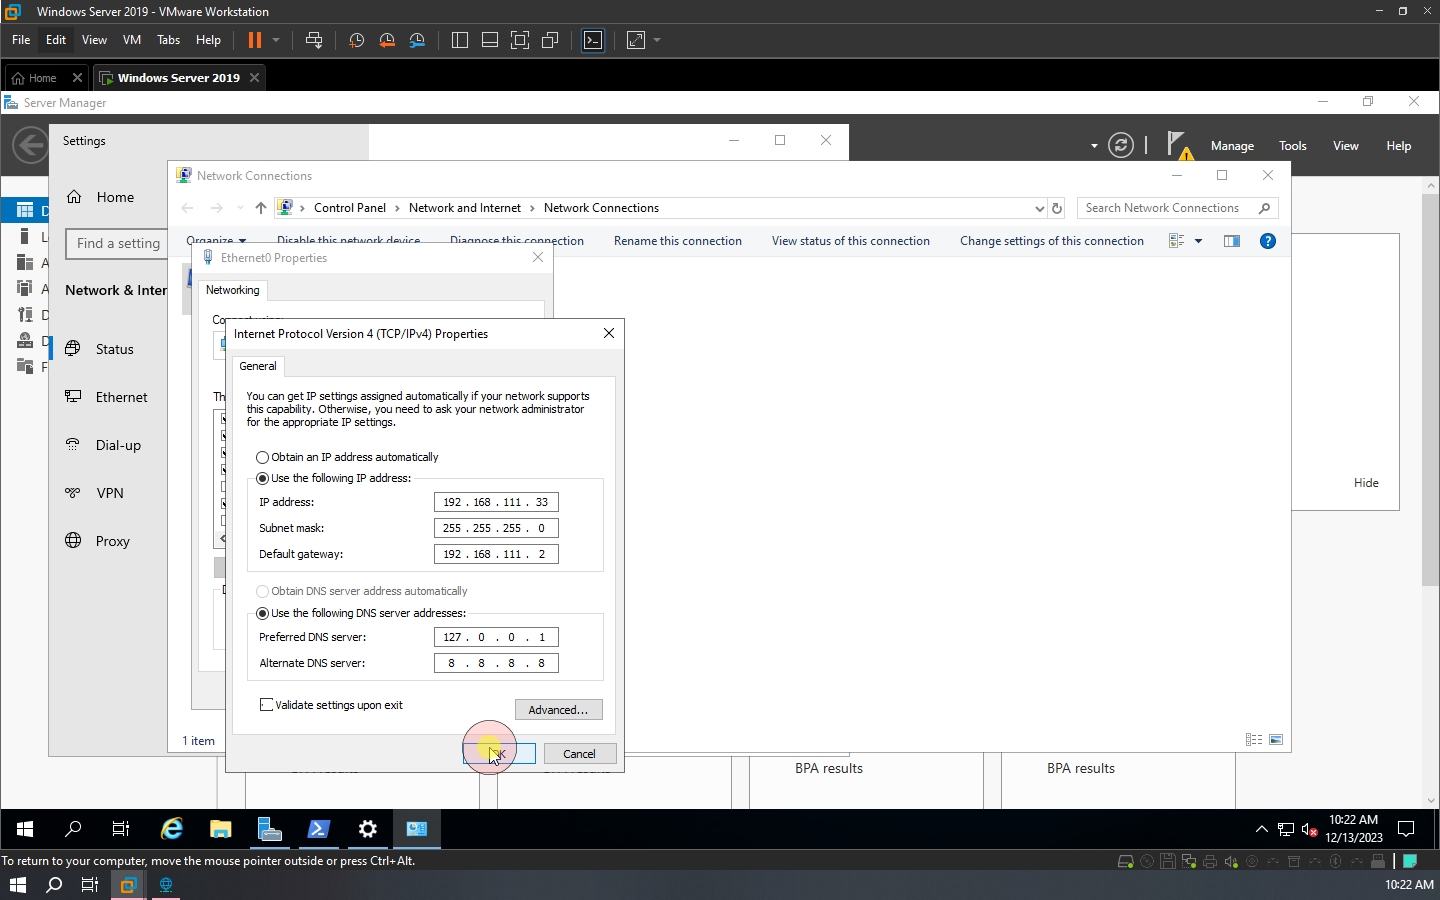 Windows Server 2019 - VMware Workstation
File Edit View VM Tabs Help
Home
Windows Server 2019
Server Manager
Manage Tools View Help
Settings
Home
Find a setting
Network & Inter
Status
Ethernet
Dial-up
VPN
Proxy
Network Connections
Control Panel Network and Internet Network Connections
Search Network Connections
Organize Disable this network device Diagnose this connection Rename this connection View status of this connection Change settings of this connection
Ethernet0 Properties
Networking
Internet Protocol Version 4 (TCP/IPv4) Properties
General
You can get IP settings assigned automatically if your network supports
this capability. Otherwise, you need to ask your network administrator
for the appropriate IP settings.
Obtain an IP address automatically
Use the following IP address:
IP address: 192 . 168 . 111 . 33
Subnet mask: 255 . 255 . 255 . 0
Default gateway: 192 . 168 . 111 . 2
Obtain DNS server address automatically
Use the following DNS server addresses:
Preferred DNS server: 127 . 0 . 0 . 1
Alternate DNS server: 8 . 8 . 8 . 8
Validate settings upon exit
Advanced...
OK Cancel
Hide
1 item
BPA results
BPA results
10:22 AM
12/13/2023
To return to your computer, move the mouse pointer outside or press Ctrl+Alt.
10:22 AM